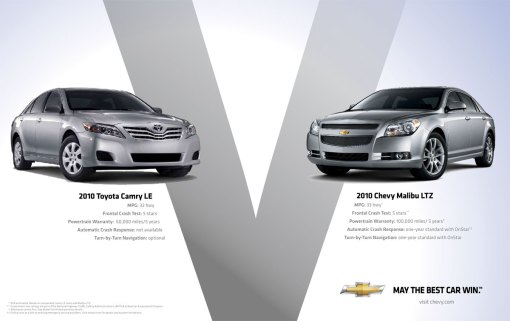 2010 Toyota Camry LE
MPG: 32 hwy
Frontal Crash Test: 5 stars
Powertrain Warranty: 60,000 miles/5 years
Automatic Crash Response: not available
Turn-by-Turn Navigation: optional
2010 Chevy Malibu LTZ
MPG: 33 hwy
Frontal Crash Test: 5 stars
Powertrain Warranty: 100,000 miles/ 5 years
Automatic Crash Response: one-year standard with OnStar
Turn-by-Turn Navigation: one-year standard with OnStar
MAY THE BEST CAR WIN.
visit chevy.com